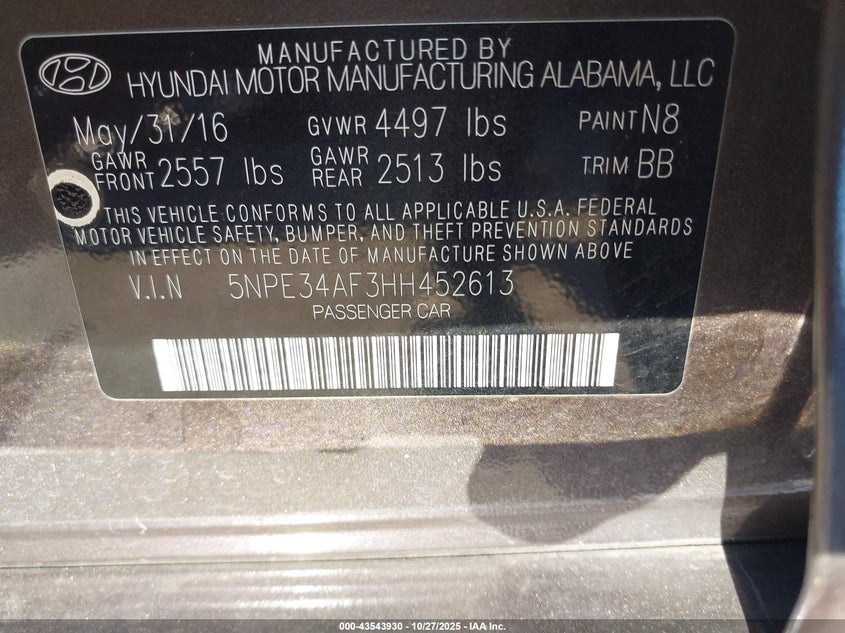 MANUFACTURED BY
HYUNDAI MOTOR MANUFACTURING ALABAMA, LLC
May/31/16 GVWR 4497 lbs PAINT N8
GAWR FRONT 2557 lbs GAWR REAR 2513 lbs TRIM BB
THIS VEHICLE CONFORMS TO ALL APPLICABLE U.S.A. FEDERAL
MOTOR VEHICLE SAFETY, BUMPER, AND THEFT PREVENTION STANDARDS
IN EFFECT ON THE DATE OF MANUFACTURE SHOWN ABOVE
V.I.N 5NPE34AF3HH452613
PASSENGER CAR
000-43543930 - 10/27/2025 - IAA Inc.